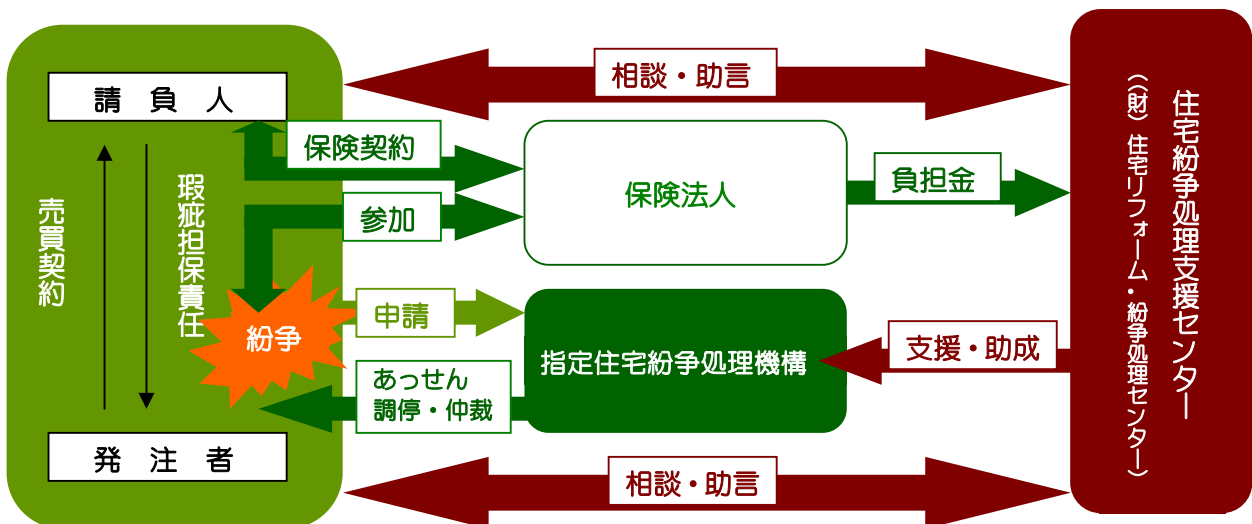 請負人
売買契約
瑕疵担保責任
発注者
紛争
相談・助言
保険契約
参加
保険法人
負担金
申請
指定住宅紛争処理機構
支援・助成
あっせん
調停・仲裁
相談・助言
住宅紛争処理支援センター
（（財）住宅リフォーム・紛争処理センター）